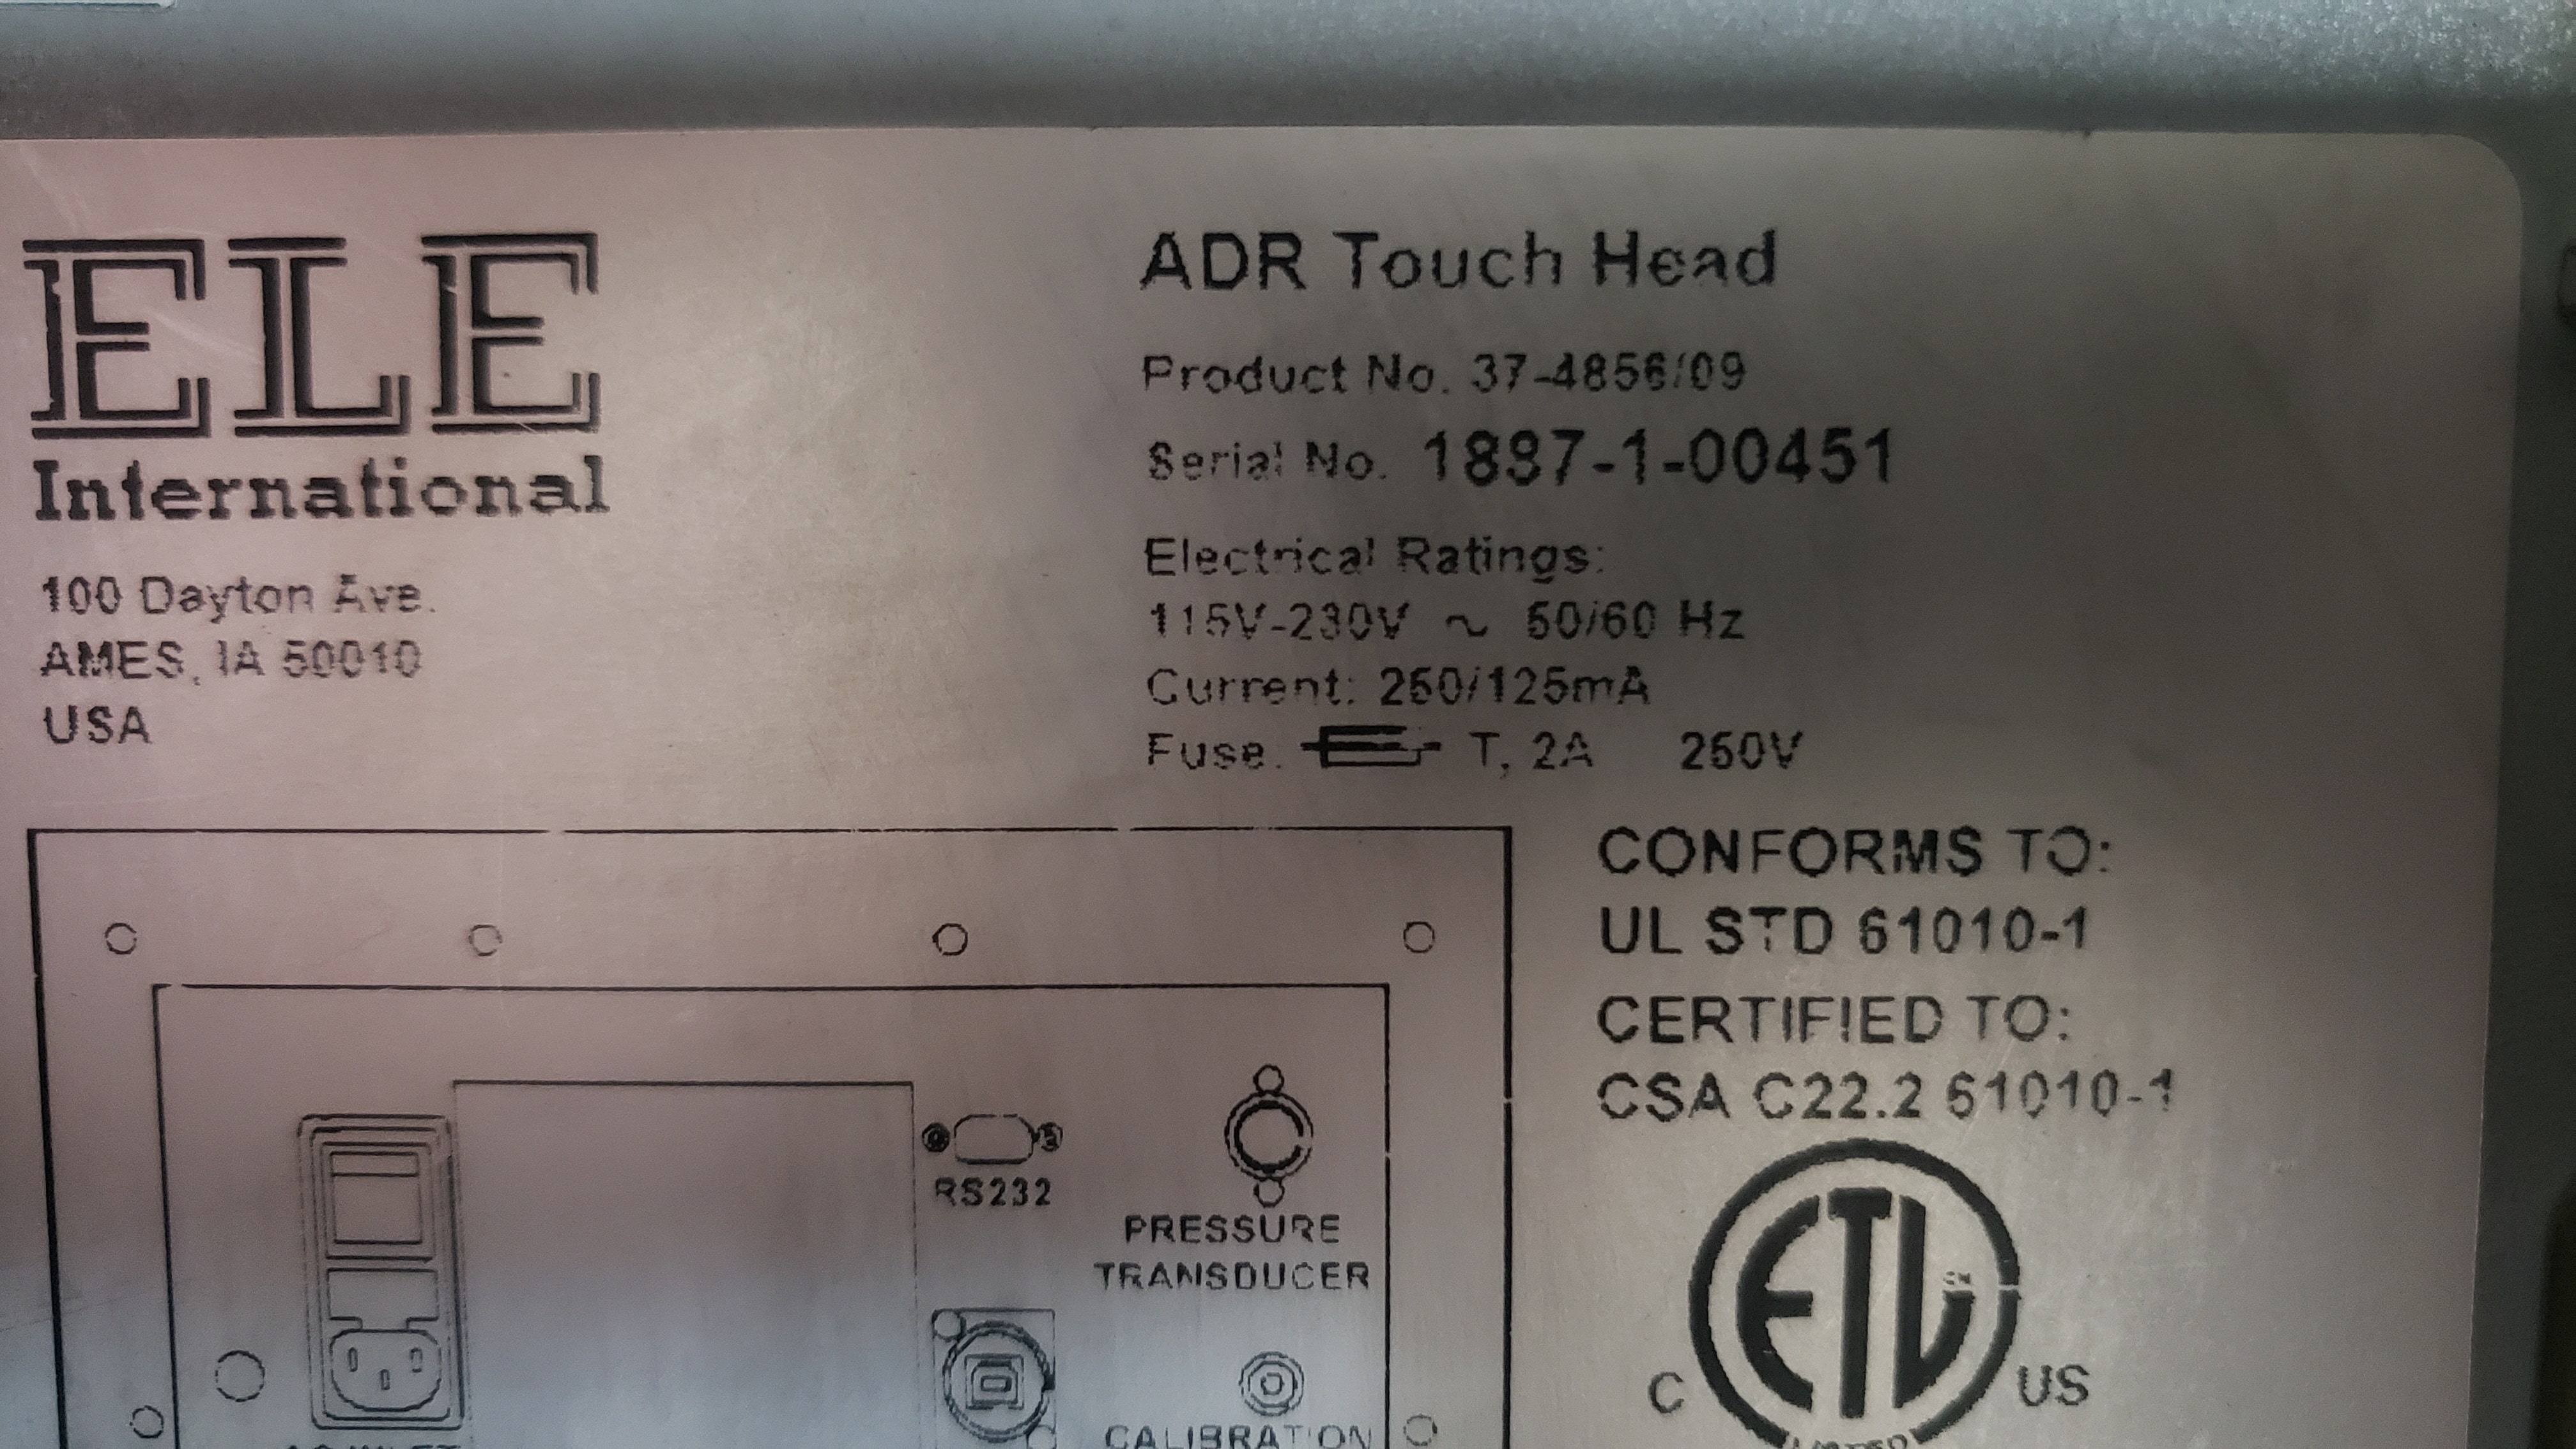 ELE
International
100 Dayton Ave.
AMES, IA 50010
USA
ADR Touch Head
Product No. 37-4856/09
Serial No. 1887-1-00451
Electrical Ratings:
115V-230V ~ 50/60 Hz
Current: 250/125mA
Fuse: T, 2A 250V
CONFORMS TO:
UL STD 61010-1
CERTIFIED TO:
CSA C22.2 61010-1
RS232
PRESSURE
TRANSDUCER
CALIBRATION
ETL
C US
LISTED